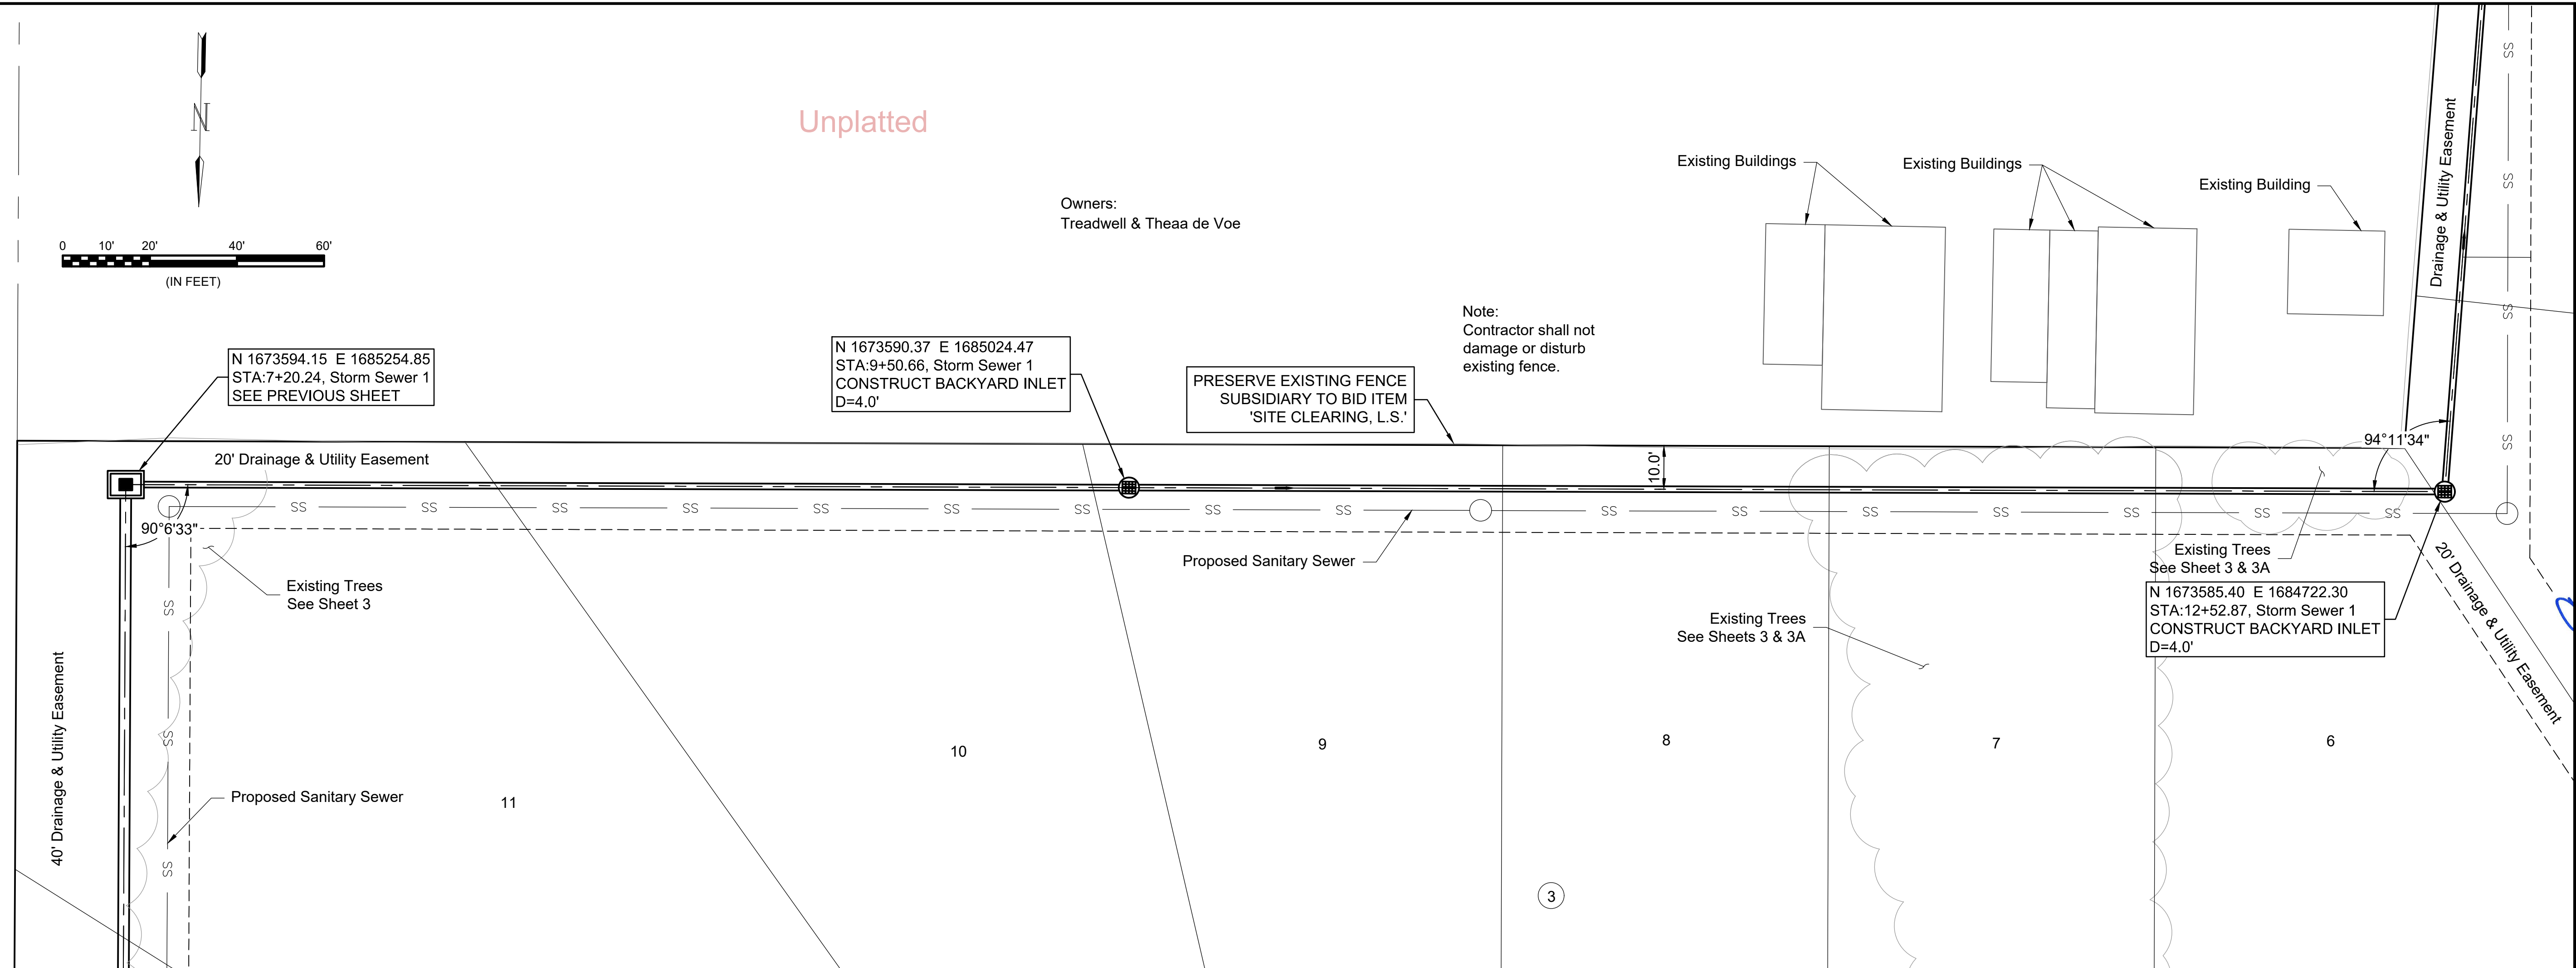 N
0 10' 20' 40' 60'
(IN FEET)
Unplatted
Owners:
Treadwell & Theaa de Voe
Existing Buildings
Existing Buildings
Existing Building
Drainage & Utility Easement
SS
SS
SS
SS
Note:
Contractor shall not
damage or disturb
existing fence.
N 1673594.15 E 1685254.85
STA:7+20.24, Storm Sewer 1
SEE PREVIOUS SHEET
N 1673590.37 E 1685024.47
STA:9+50.66, Storm Sewer 1
CONSTRUCT BACKYARD INLET
D=4.0'
PRESERVE EXISTING FENCE
SUBSIDIARY TO BID ITEM
'SITE CLEARING, L.S.'
94°11'34"
20' Drainage & Utility Easement
10.0'
SS SS SS SS SS SS SS SS SS SS SS SS SS SS SS SS SS
90°6'33"
Proposed Sanitary Sewer
Existing Trees
See Sheet 3
Existing Trees
See Sheet 3 & 3A
N 1673585.40 E 1684722.30
STA:12+52.87, Storm Sewer 1
CONSTRUCT BACKYARD INLET
D=4.0'
20' Drainage & Utility Easement
Existing Trees
See Sheets 3 & 3A
40' Drainage & Utility Easement
SS
SS
SS
Proposed Sanitary Sewer
11
10
9
8
7
6
3